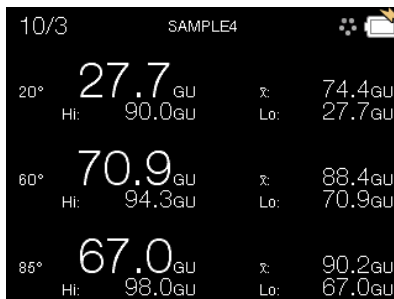 10/3 SAMPLE4
20° 27.7GU x̄: 74.4GU
Hi: 90.0GU Lo: 27.7GU
60° 70.9GU x̄: 88.4GU
Hi: 94.3GU Lo: 70.9GU
85° 67.0GU x̄: 90.2GU
Hi: 98.0GU Lo: 67.0GU